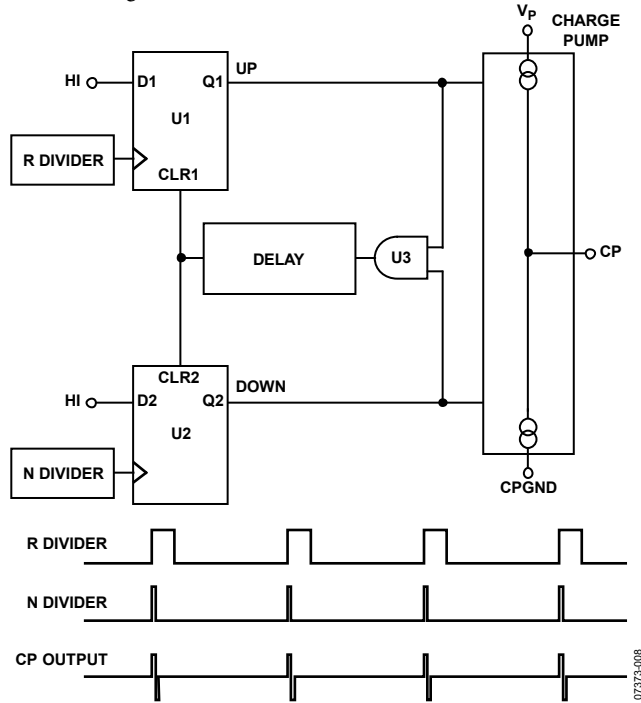 VP
CHARGE
PUMP
UP
HI
D1
Q1
U1
R DIVIDER
CLR1
DELAY
U3
CP
CLR2
DOWN
HI
D2
Q2
U2
N DIVIDER
CPGND
R DIVIDER
N DIVIDER
CP OUTPUT
07373-008